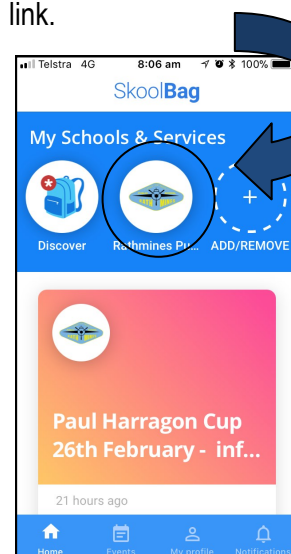 link.
Telstra 4G 8:06 am 100%
SkoolBag
My Schools & Services
Discover Rathmines Pu... ADD/REMOVE
Paul Harragon Cup
26th February - inf...
21 hours ago
Home Events My profile Notifications